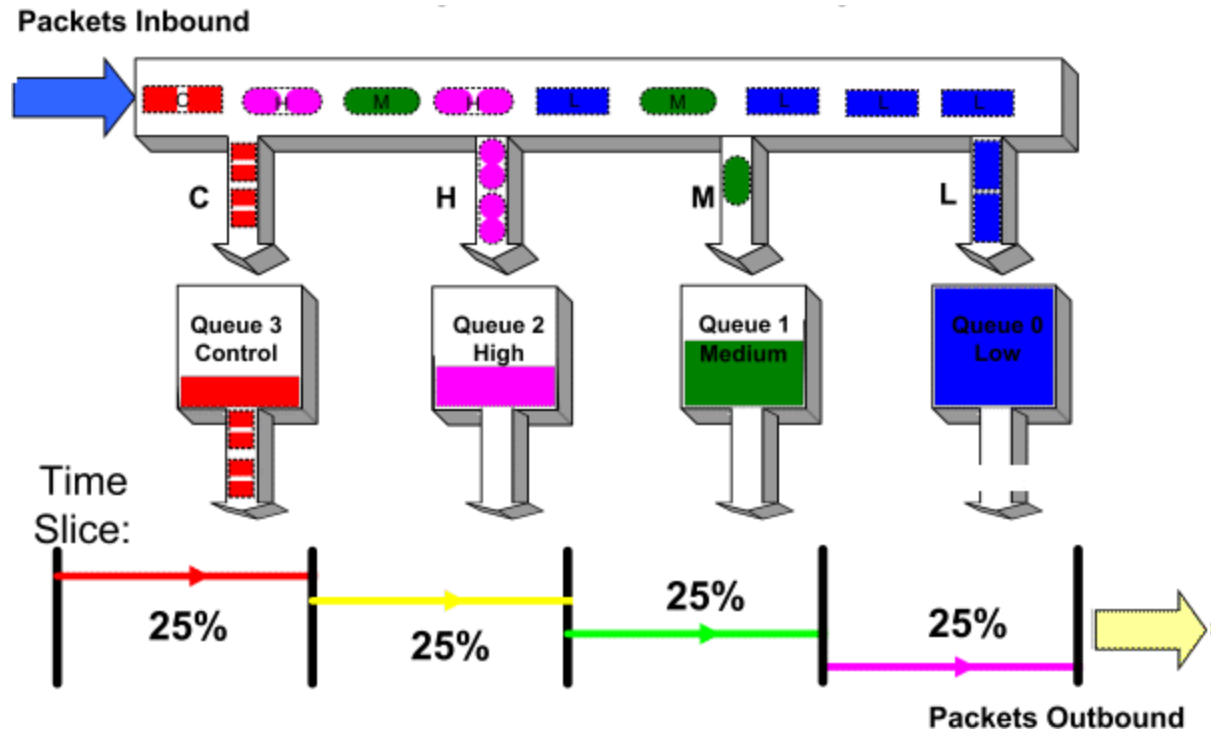 Packets Inbound
C H M H L M L L L
C H M L
Queue 3 Queue 2 Queue 1 Queue 0
Control High Medium Low
Time
Slice:
25% 25% 25% 25%
Packets Outbound